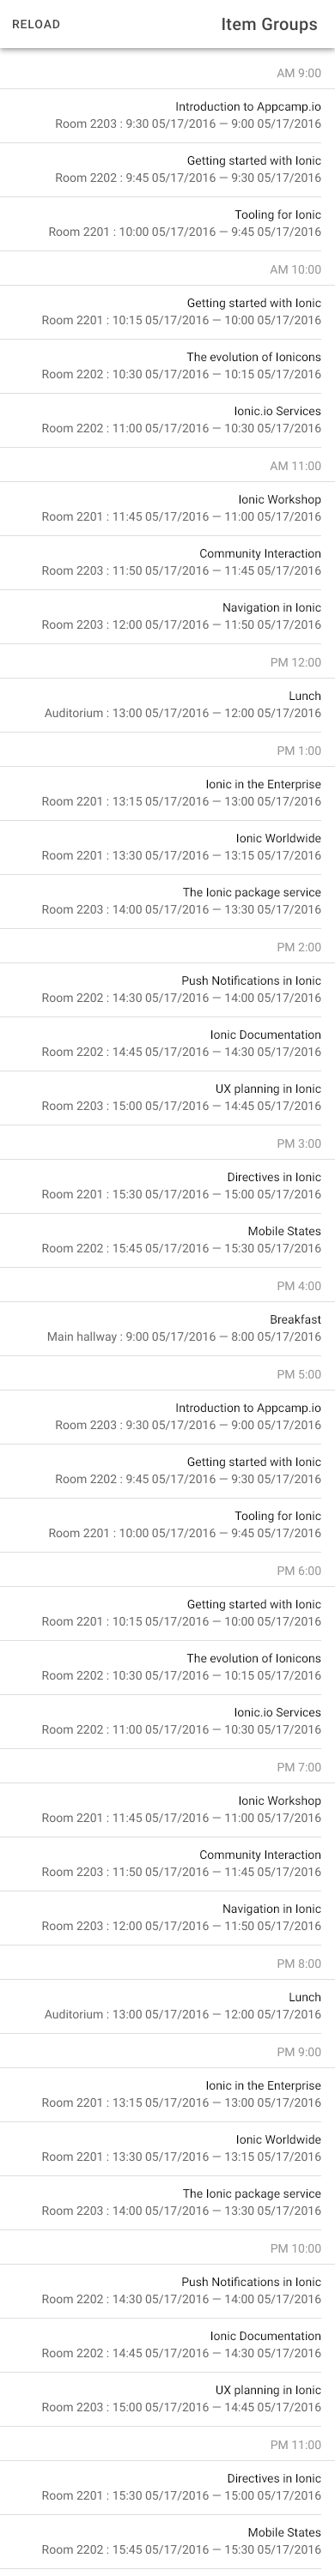 RELOAD
Item Groups
AM 9:00
Introduction to Appcamp.io
Room 2203 : 9:30 05/17/2016 — 9:00 05/17/2016
Getting started with Ionic
Room 2202 : 9:45 05/17/2016 — 9:30 05/17/2016
Tooling for Ionic
Room 2201 : 10:00 05/17/2016 — 9:45 05/17/2016
AM 10:00
Getting started with Ionic
Room 2201 : 10:15 05/17/2016 — 10:00 05/17/2016
The evolution of Ionicons
Room 2202 : 10:30 05/17/2016 — 10:15 05/17/2016
Ionic.io Services
Room 2202 : 11:00 05/17/2016 — 10:30 05/17/2016
AM 11:00
Ionic Workshop
Room 2201 : 11:45 05/17/2016 — 11:00 05/17/2016
Community Interaction
Room 2203 : 11:50 05/17/2016 — 11:45 05/17/2016
Navigation in Ionic
Room 2203 : 12:00 05/17/2016 — 11:50 05/17/2016
PM 12:00
Lunch
Auditorium : 13:00 05/17/2016 — 12:00 05/17/2016
PM 1:00
Ionic in the Enterprise
Room 2201 : 13:15 05/17/2016 — 13:00 05/17/2016
Ionic Worldwide
Room 2201 : 13:30 05/17/2016 — 13:15 05/17/2016
The Ionic package service
Room 2203 : 14:00 05/17/2016 — 13:30 05/17/2016
PM 2:00
Push Notifications in Ionic
Room 2202 : 14:30 05/17/2016 — 14:00 05/17/2016
Ionic Documentation
Room 2202 : 14:45 05/17/2016 — 14:30 05/17/2016
UX planning in Ionic
Room 2203 : 15:00 05/17/2016 — 14:45 05/17/2016
PM 3:00
Directives in Ionic
Room 2201 : 15:30 05/17/2016 — 15:00 05/17/2016
Mobile States
Room 2202 : 15:45 05/17/2016 — 15:30 05/17/2016
PM 4:00
Breakfast
Main hallway : 9:00 05/17/2016 — 8:00 05/17/2016
PM 5:00
Introduction to Appcamp.io
Room 2203 : 9:30 05/17/2016 — 9:00 05/17/2016
Getting started with Ionic
Room 2202 : 9:45 05/17/2016 — 9:30 05/17/2016
Tooling for Ionic
Room 2201 : 10:00 05/17/2016 — 9:45 05/17/2016
PM 6:00
Getting started with Ionic
Room 2201 : 10:15 05/17/2016 — 10:00 05/17/2016
The evolution of Ionicons
Room 2202 : 10:30 05/17/2016 — 10:15 05/17/2016
Ionic.io Services
Room 2202 : 11:00 05/17/2016 — 10:30 05/17/2016
PM 7:00
Ionic Workshop
Room 2201 : 11:45 05/17/2016 — 11:00 05/17/2016
Community Interaction
Room 2203 : 11:50 05/17/2016 — 11:45 05/17/2016
Navigation in Ionic
Room 2203 : 12:00 05/17/2016 — 11:50 05/17/2016
PM 8:00
Lunch
Auditorium : 13:00 05/17/2016 — 12:00 05/17/2016
PM 9:00
Ionic in the Enterprise
Room 2201 : 13:15 05/17/2016 — 13:00 05/17/2016
Ionic Worldwide
Room 2201 : 13:30 05/17/2016 — 13:15 05/17/2016
The Ionic package service
Room 2203 : 14:00 05/17/2016 — 13:30 05/17/2016
PM 10:00
Push Notifications in Ionic
Room 2202 : 14:30 05/17/2016 — 14:00 05/17/2016
Ionic Documentation
Room 2202 : 14:45 05/17/2016 — 14:30 05/17/2016
UX planning in Ionic
Room 2203 : 15:00 05/17/2016 — 14:45 05/17/2016
PM 11:00
Directives in Ionic
Room 2201 : 15:30 05/17/2016 — 15:00 05/17/2016
Mobile States
Room 2202 : 15:45 05/17/2016 — 15:30 05/17/2016